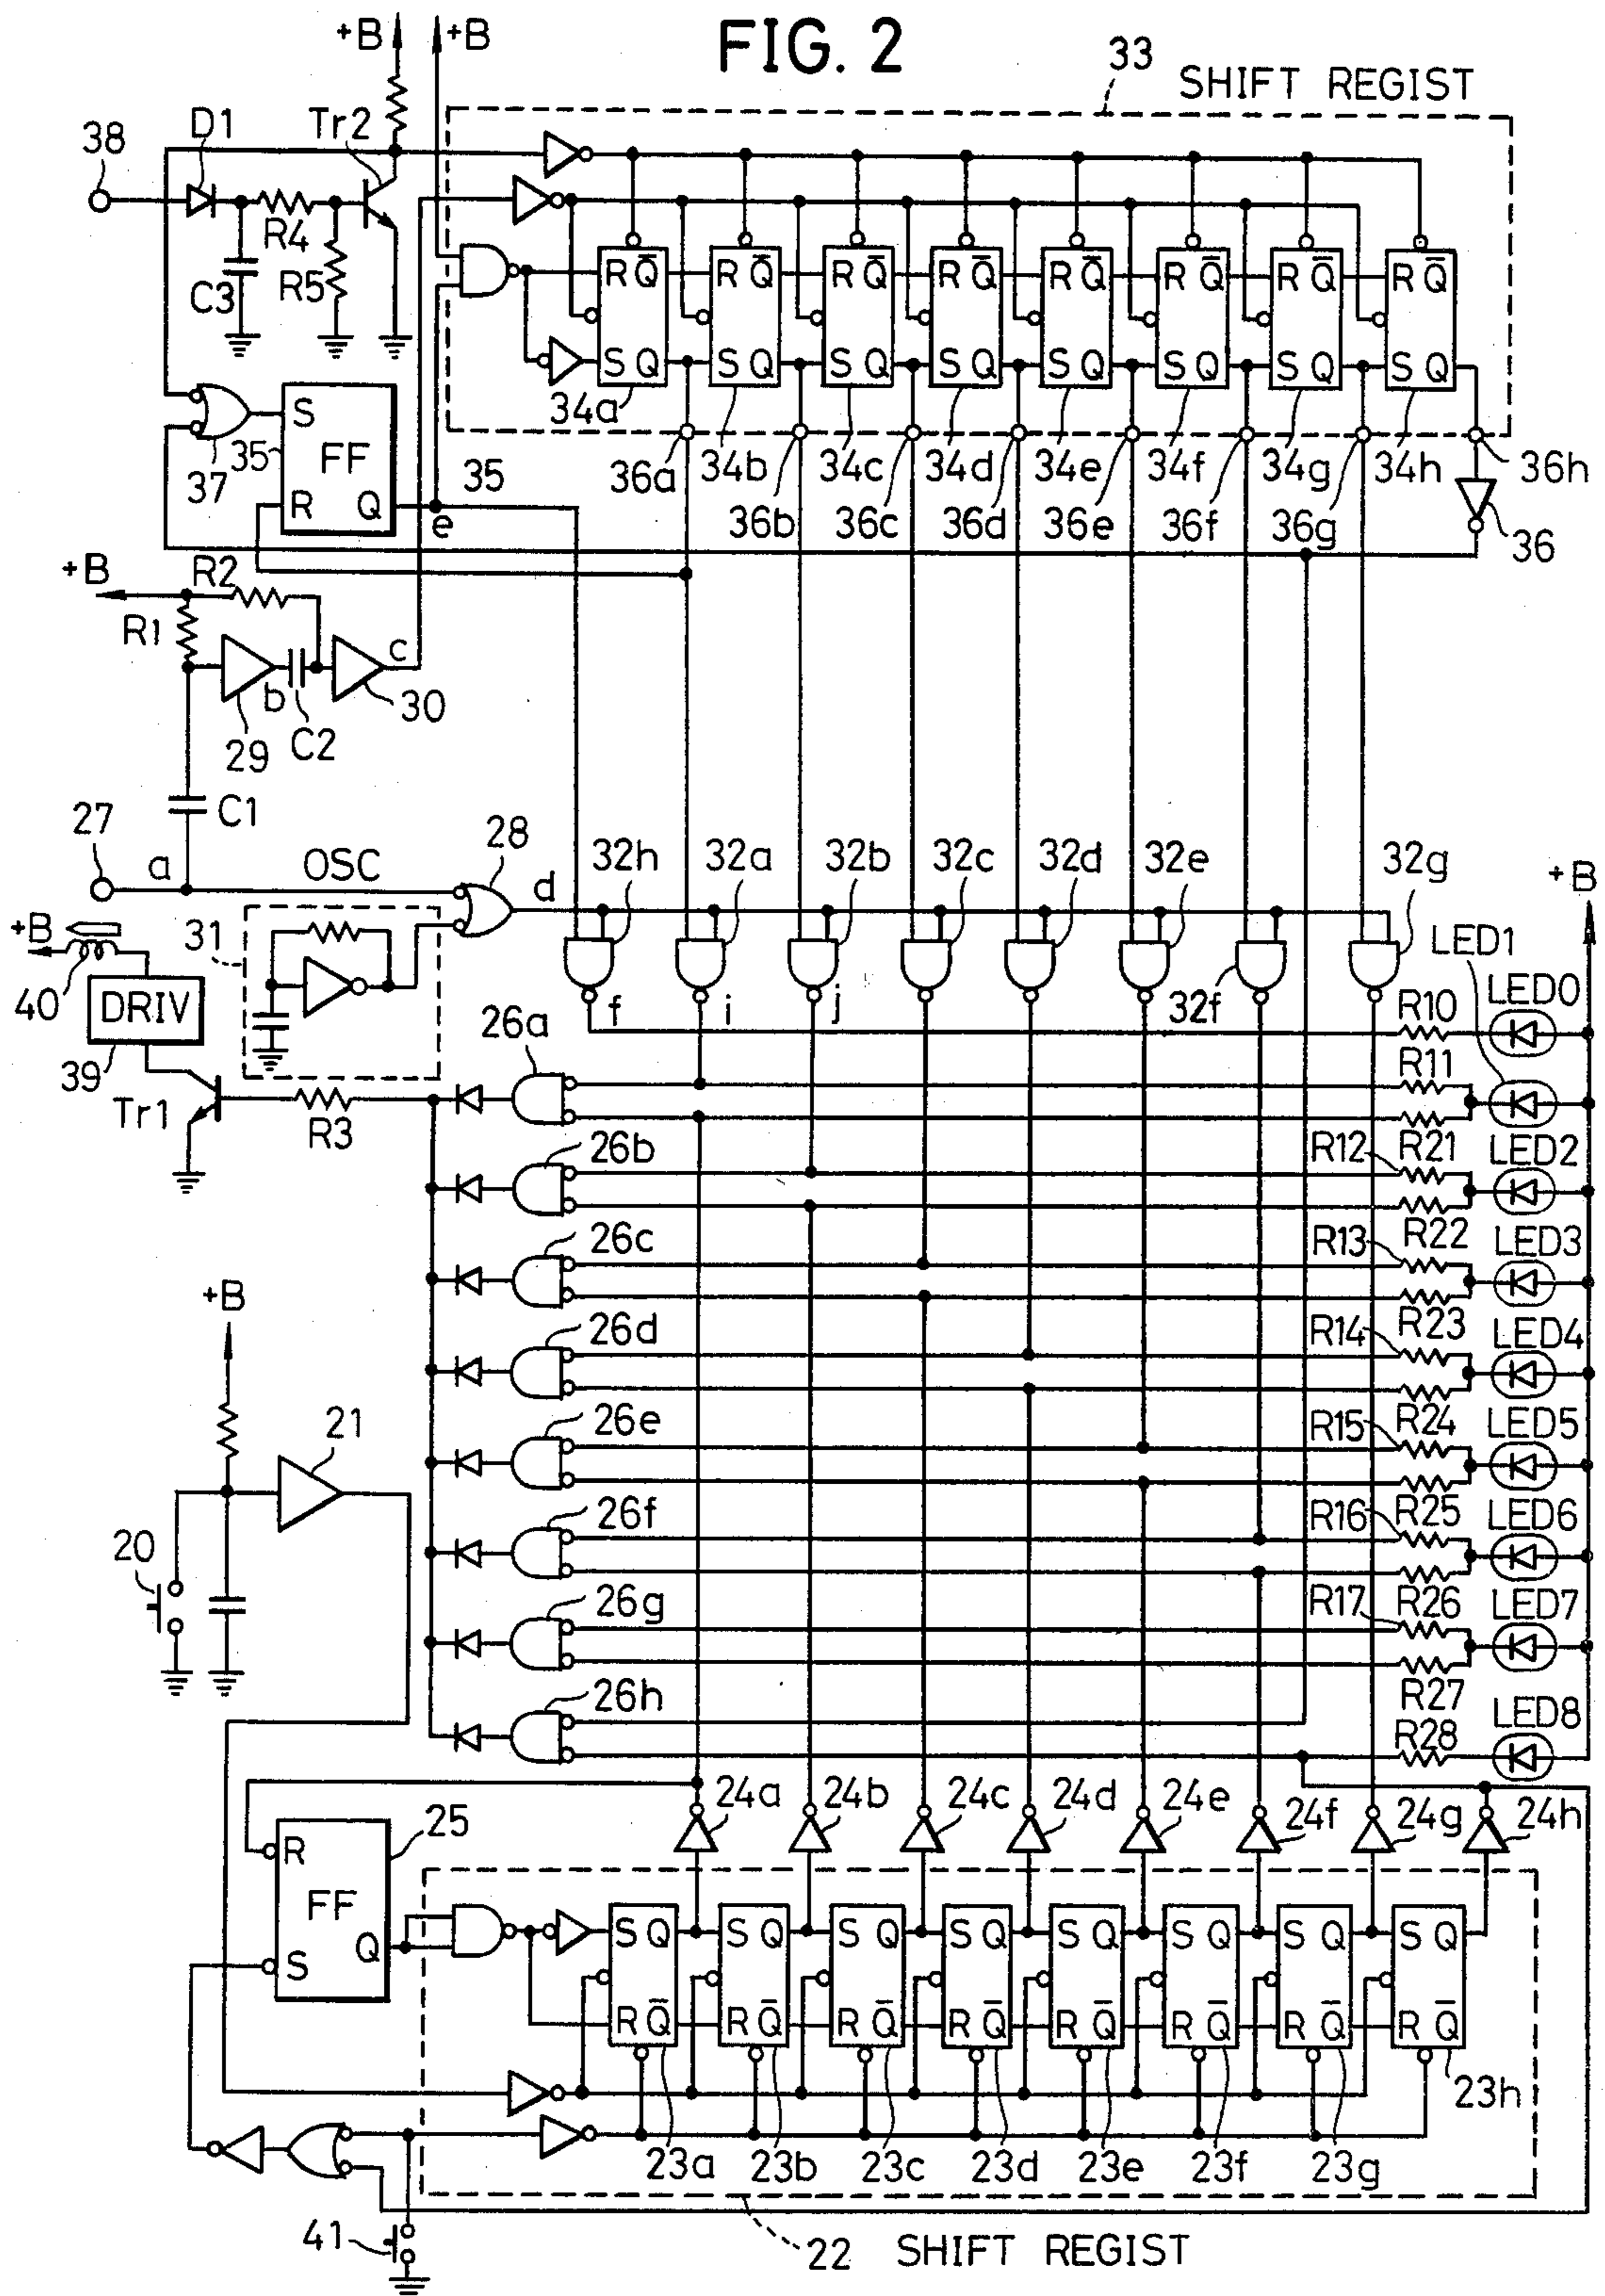 FIG. 2
+B +B
33
SHIFT REGIST
38 D1 Tr2
R4
C3 R5
R Q̄ R Q̄ R Q̄ R Q̄ R Q̄ R Q̄ R Q̄ R Q̄
S Q S Q S Q S Q S Q S Q S Q S Q
34a
S
37 35 FF 35
36a 34b 34c 34d 34e 34f 34g 34h 36h
R Q e
36b 36c 36d 36e 36f 36g 36
+B R2
R1
c
b 30
29 C2
C1
27
a OSC 28 d
32h 32a 32b 32c 32d 32e 32g
+B
+B 31 LED1
40 DRIV
f i j 32f R10 LED0
39 26a R11
Tr1 R3
26b R12 R21 LED2
26c R13 R22 LED3
+B
26d R14 R23 LED4
21 26e R15 R24 LED5
20 26f R16 R25 LED6
26g R17 R26 LED7
26h R27 LED8
R28
24a 24b 24c 24d 24e 24f 24g 24h
25
R
FF
Q
S
S Q S Q S Q S Q S Q S Q S Q S Q
R Q̄ R Q̄ R Q̄ R Q̄ R Q̄ R Q̄ R Q̄ R Q̄
23h
23a 23b 23c 23d 23e 23f 23g
41
22 SHIFT REGIST